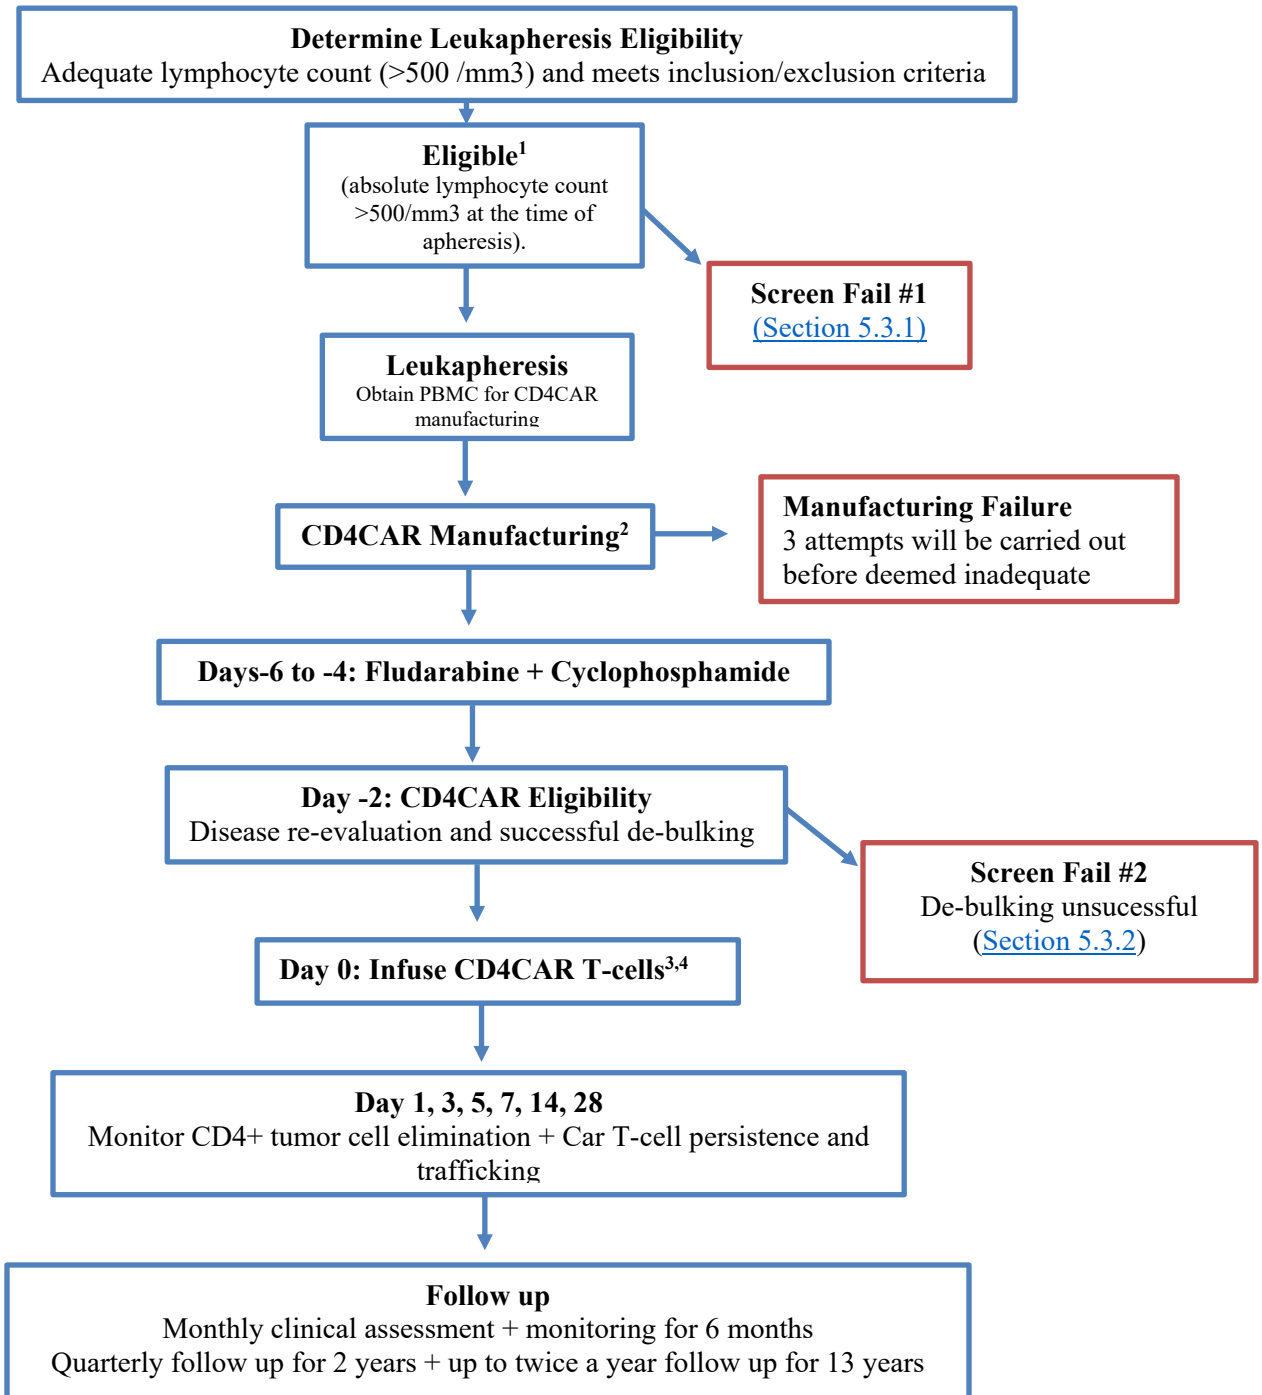 Determine Leukapheresis Eligibility
Adequate lymphocyte count (>500 /mm3) and meets inclusion/exclusion criteria
Eligible¹
(absolute lymphocyte count
>500/mm3 at the time of
apheresis).
Screen Fail #1
(Section 5.3.1)
Leukapheresis
Obtain PBMC for CD4CAR
manufacturing
CD4CAR Manufacturing²
Manufacturing Failure
3 attempts will be carried out
before deemed inadequate
Days-6 to -4: Fludarabine + Cyclophosphamide
Day -2: CD4CAR Eligibility
Disease re-evaluation and successful de-bulking
Screen Fail #2
De-bulking unsucessful
(Section 5.3.2)
Day 0: Infuse CD4CAR T-cells³,⁴
Day 1, 3, 5, 7, 14, 28
Monitor CD4+ tumor cell elimination + Car T-cell persistence and
trafficking
Follow up
Monthly clinical assessment + monitoring for 6 months
Quarterly follow up for 2 years + up to twice a year follow up for 13 years